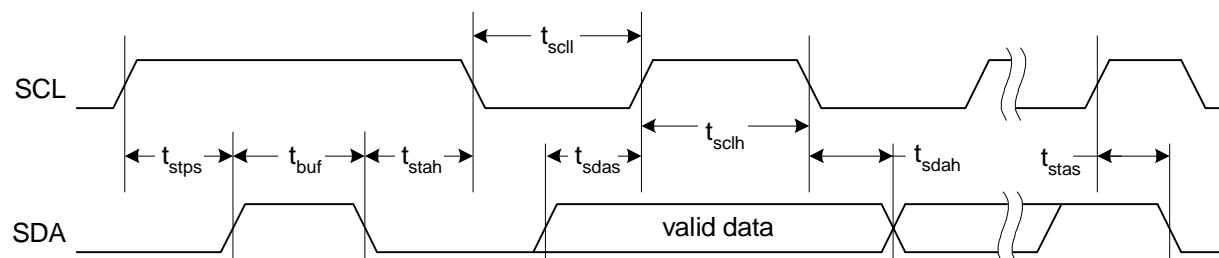 t_scll
SCL
t_sclh
t_stps
t_buf
t_stah
t_sdas
t_sdah
t_stas
SDA
valid data